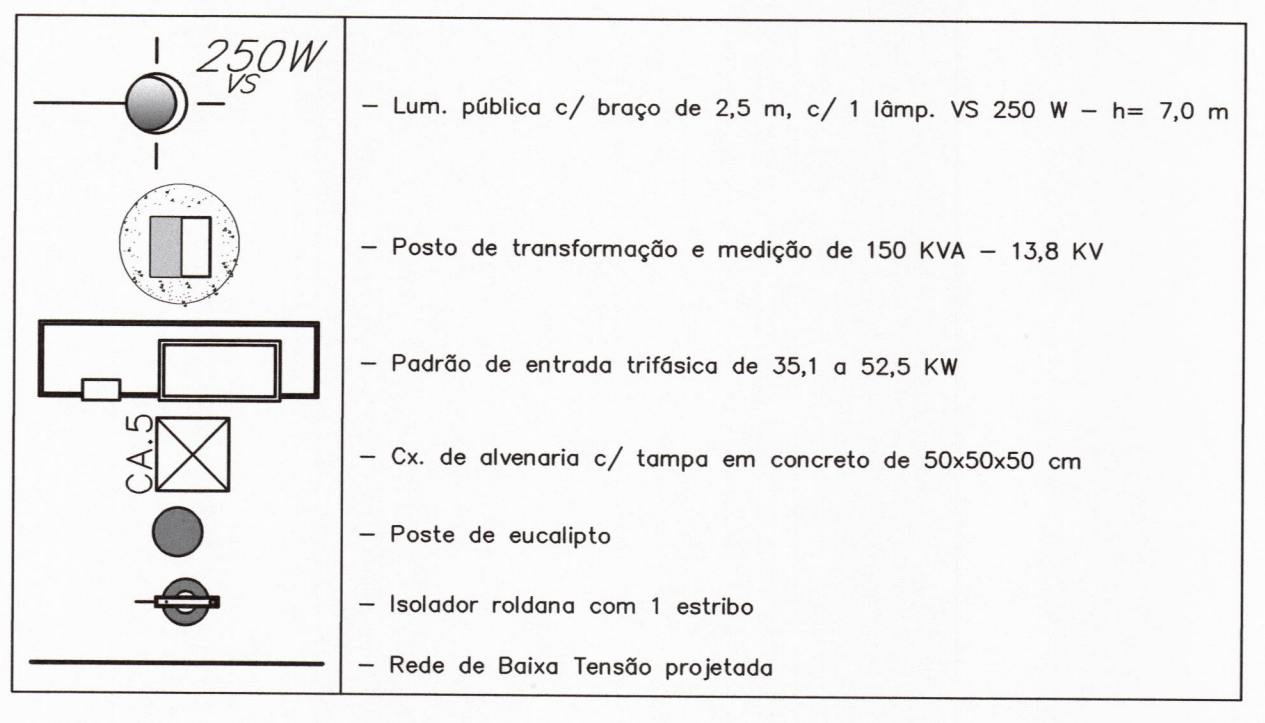 250W
VS
– Lum. pública c/ braço de 2,5 m, c/ 1 lâmp. VS 250 W – h= 7,0 m
– Posto de transformação e medição de 150 KVA – 13,8 KV
– Padrão de entrada trifásica de 35,1 a 52,5 KW
CA.5
– Cx. de alvenaria c/ tampa em concreto de 50x50x50 cm
– Poste de eucalipto
– Isolador roldana com 1 estribo
– Rede de Baixa Tensão projetada